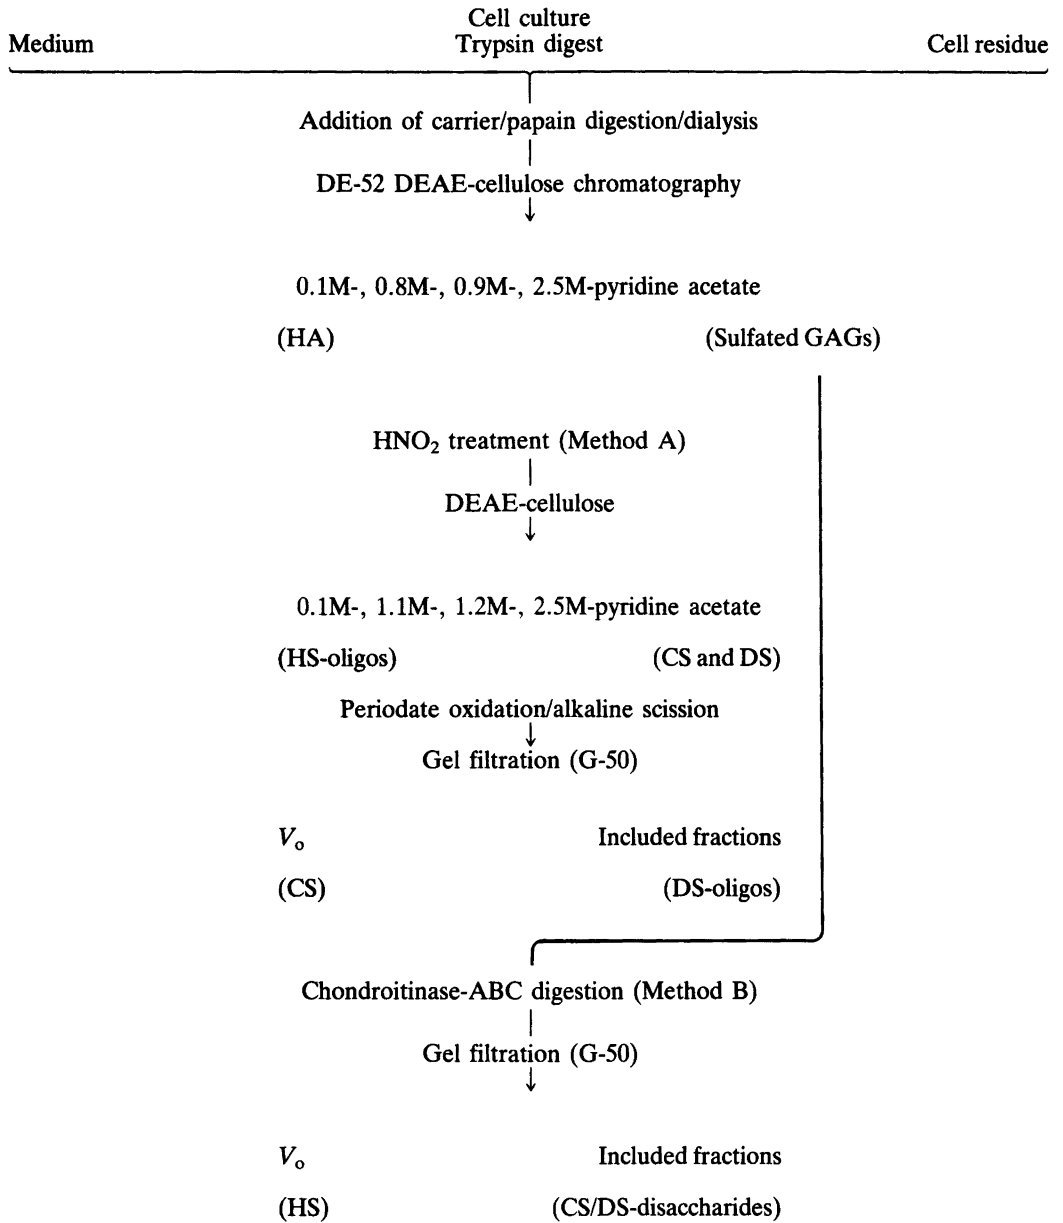 Cell culture
Medium Trypsin digest Cell residue
Addition of carrier/papain digestion/dialysis
DE-52 DEAE-cellulose chromatography
0.1M-, 0.8M-, 0.9M-, 2.5M-pyridine acetate
(HA) (Sulfated GAGs)
HNO₂ treatment (Method A)
DEAE-cellulose
0.1M-, 1.1M-, 1.2M-, 2.5M-pyridine acetate
(HS-oligos) (CS and DS)
Periodate oxidation/alkaline scission
Gel filtration (G-50)
Vₒ Included fractions
(CS) (DS-oligos)
Chondroitinase-ABC digestion (Method B)
Gel filtration (G-50)
Vₒ Included fractions
(HS) (CS/DS-disaccharides)